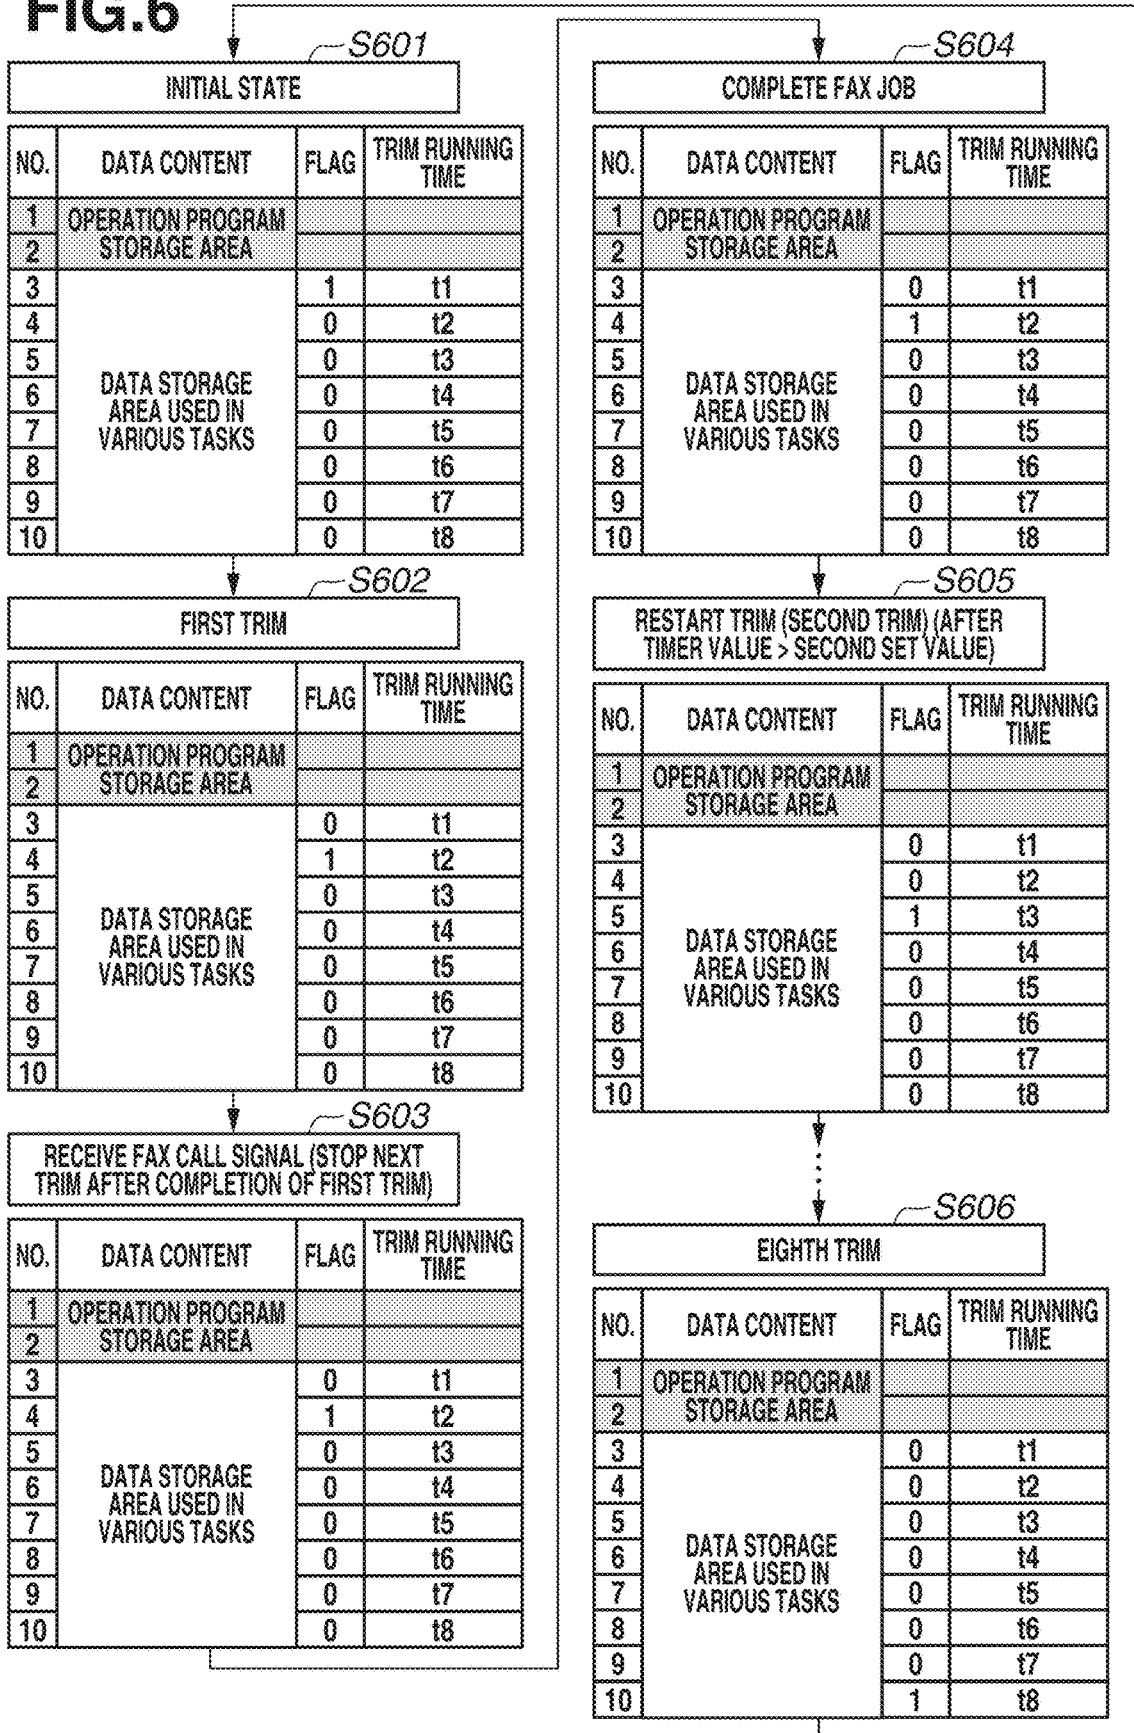 FIG.6
S601
INITIAL STATE
NO. DATA CONTENT FLAG TRIM RUNNING TIME
1 OPERATION PROGRAM
2 STORAGE AREA
3 1 t1
4 0 t2
5 0 t3
6 DATA STORAGE 0 t4
AREA USED IN
7 VARIOUS TASKS 0 t5
8 0 t6
9 0 t7
10 0 t8
S602
FIRST TRIM
NO. DATA CONTENT FLAG TRIM RUNNING TIME
1 OPERATION PROGRAM
2 STORAGE AREA
3 0 t1
4 1 t2
5 0 t3
6 DATA STORAGE 0 t4
AREA USED IN
7 VARIOUS TASKS 0 t5
8 0 t6
9 0 t7
10 0 t8
S603
RECEIVE FAX CALL SIGNAL (STOP NEXT
TRIM AFTER COMPLETION OF FIRST TRIM)
NO. DATA CONTENT FLAG TRIM RUNNING TIME
1 OPERATION PROGRAM
2 STORAGE AREA
3 0 t1
4 1 t2
5 0 t3
6 DATA STORAGE 0 t4
AREA USED IN
7 VARIOUS TASKS 0 t5
8 0 t6
9 0 t7
10 0 t8
S604
COMPLETE FAX JOB
NO. DATA CONTENT FLAG TRIM RUNNING TIME
1 OPERATION PROGRAM
2 STORAGE AREA
3 0 t1
4 1 t2
5 0 t3
6 DATA STORAGE 0 t4
AREA USED IN
7 VARIOUS TASKS 0 t5
8 0 t6
9 0 t7
10 0 t8
S605
RESTART TRIM (SECOND TRIM) (AFTER
TIMER VALUE > SECOND SET VALUE)
NO. DATA CONTENT FLAG TRIM RUNNING TIME
1 OPERATION PROGRAM
2 STORAGE AREA
3 0 t1
4 0 t2
5 1 t3
6 DATA STORAGE 0 t4
AREA USED IN
7 VARIOUS TASKS 0 t5
8 0 t6
9 0 t7
10 0 t8
S606
EIGHTH TRIM
NO. DATA CONTENT FLAG TRIM RUNNING TIME
1 OPERATION PROGRAM
2 STORAGE AREA
3 0 t1
4 0 t2
5 0 t3
6 DATA STORAGE 0 t4
AREA USED IN
7 VARIOUS TASKS 0 t5
8 0 t6
9 0 t7
10 1 t8